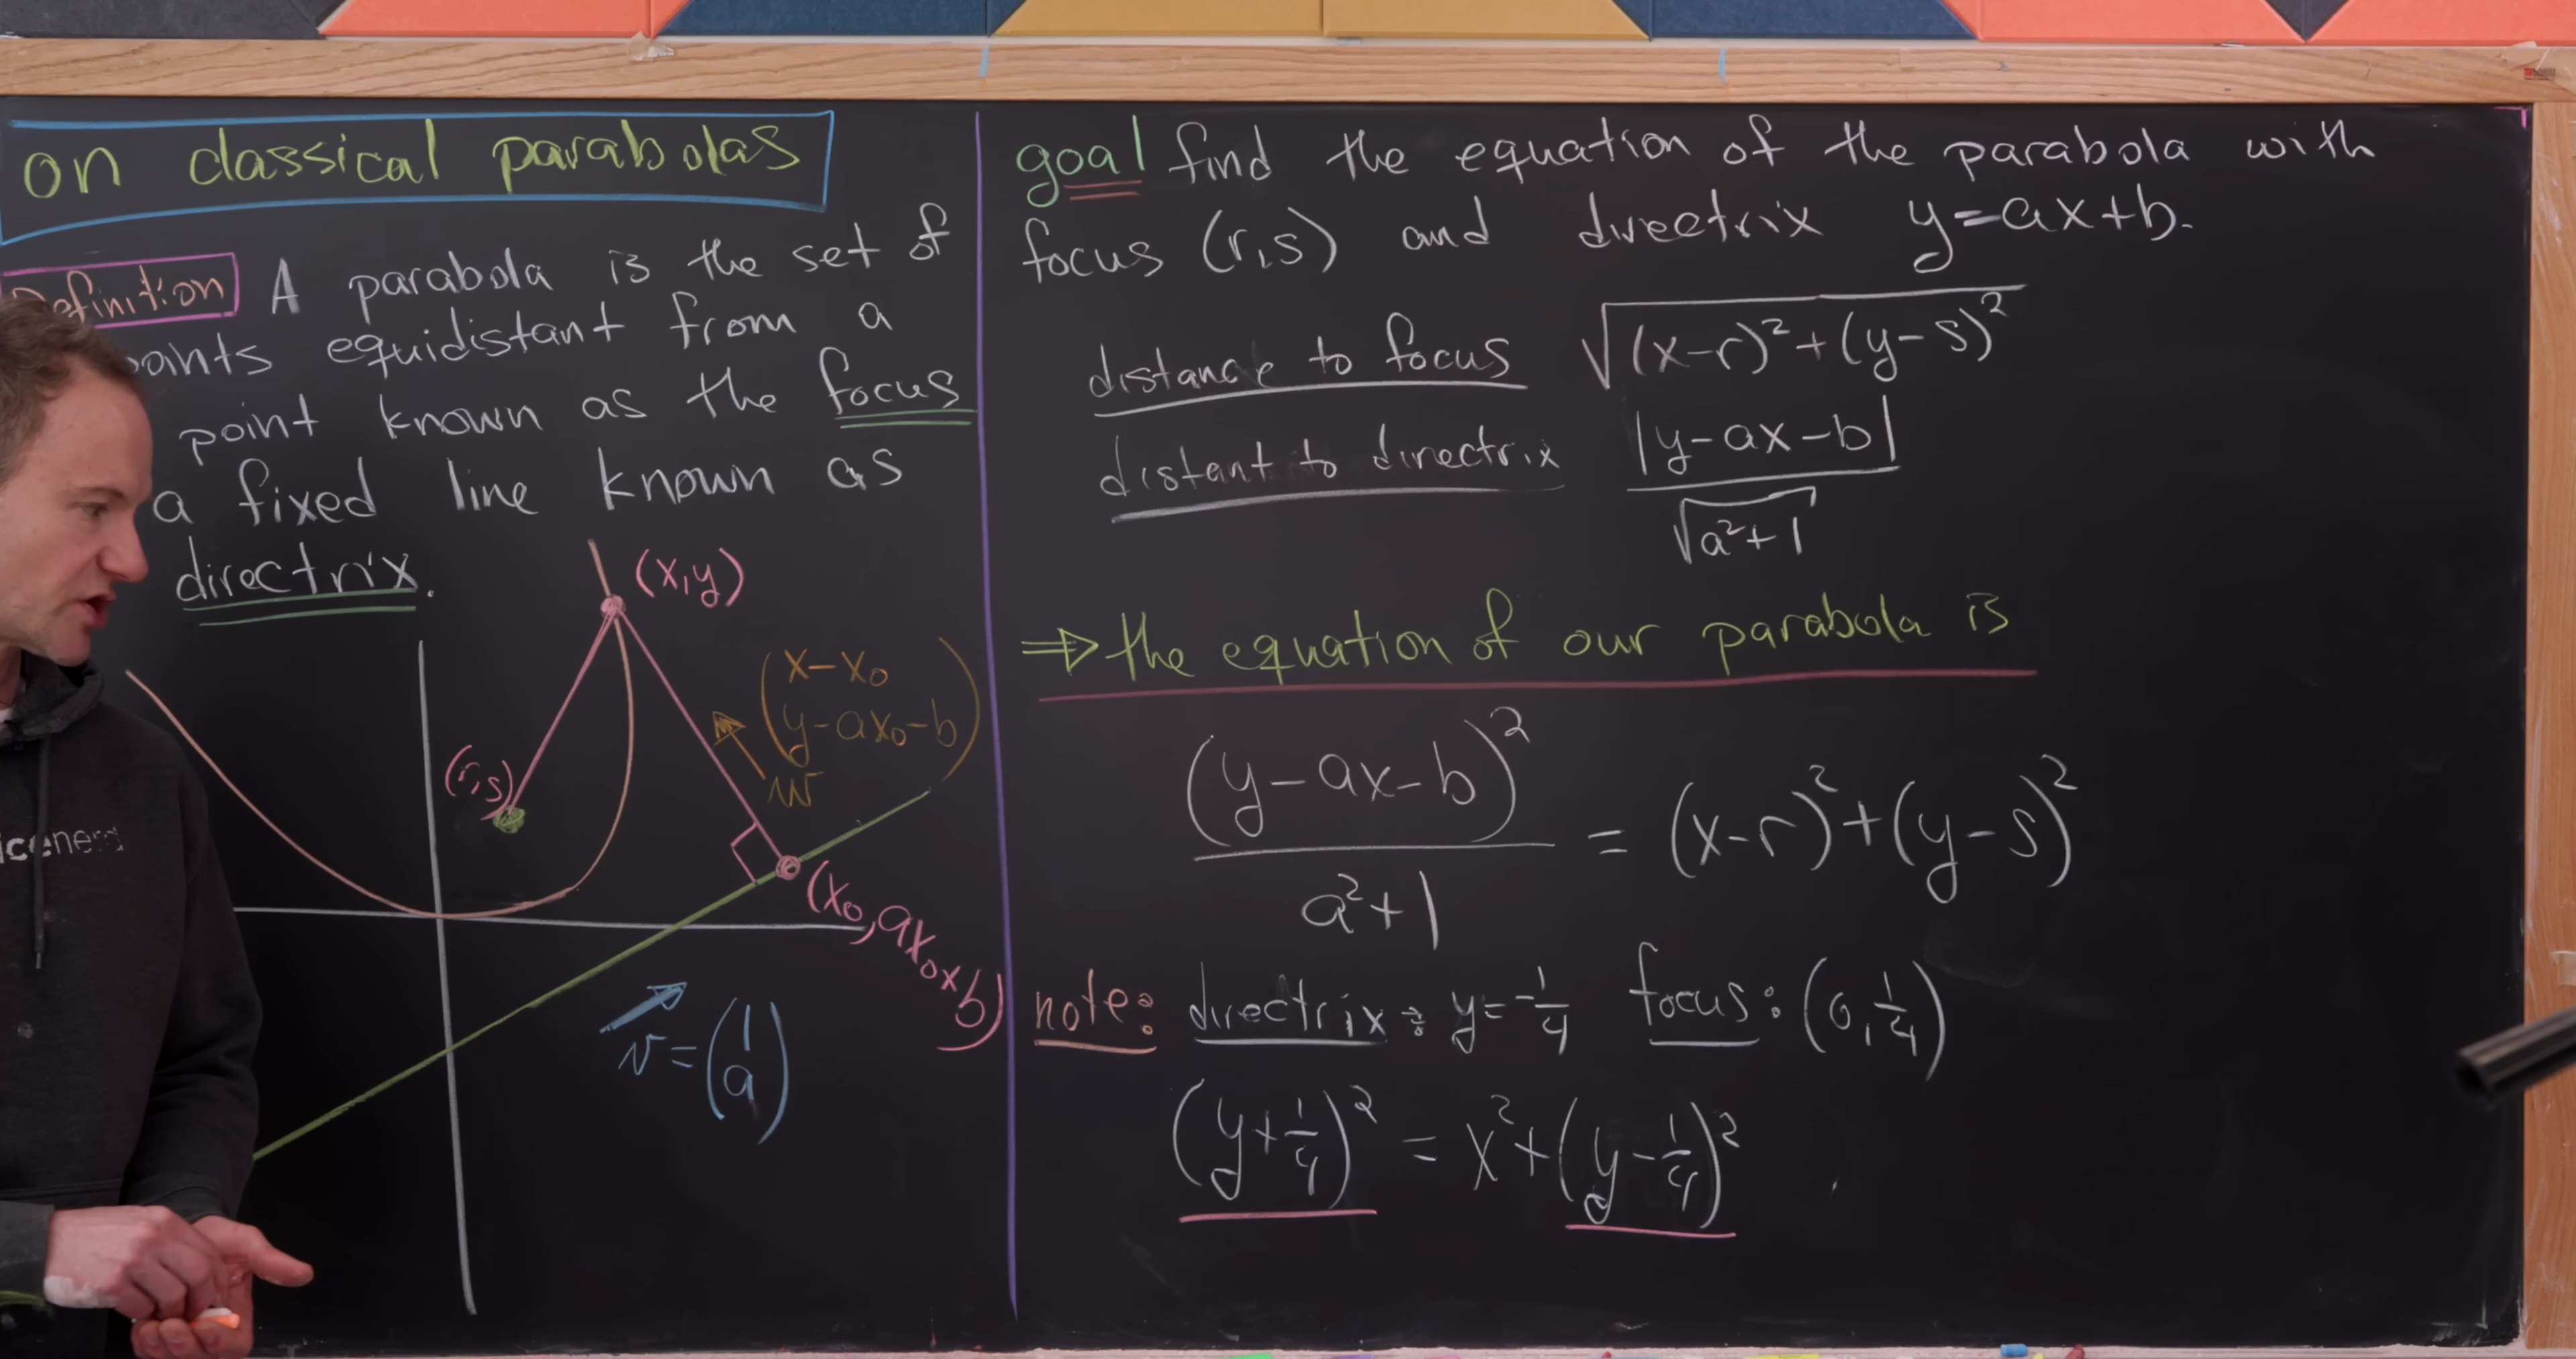 on classical parabolas
Definition A parabola is the set of
points equidistant from a
point known as the focus
a fixed line known as
directrix.
(x,y)
(x-x₀
y-ax₀-b)
w
(r,s)
(x₀,ax₀+b)
v=(1
a)
goal find the equation of the parabola with
focus (r,s) and directrix y=ax+b.
distance to focus √((x-r)²+(y-s)²)
distant to directrix |y-ax-b|/√(a²+1)
⇒ the equation of our parabola is
(y-ax-b)²/(a²+1) = (x-r)²+(y-s)²
note: directrix: y=-1/4 focus: (0,1/4)
(y+1/4)² = x²+(y-1/4)²